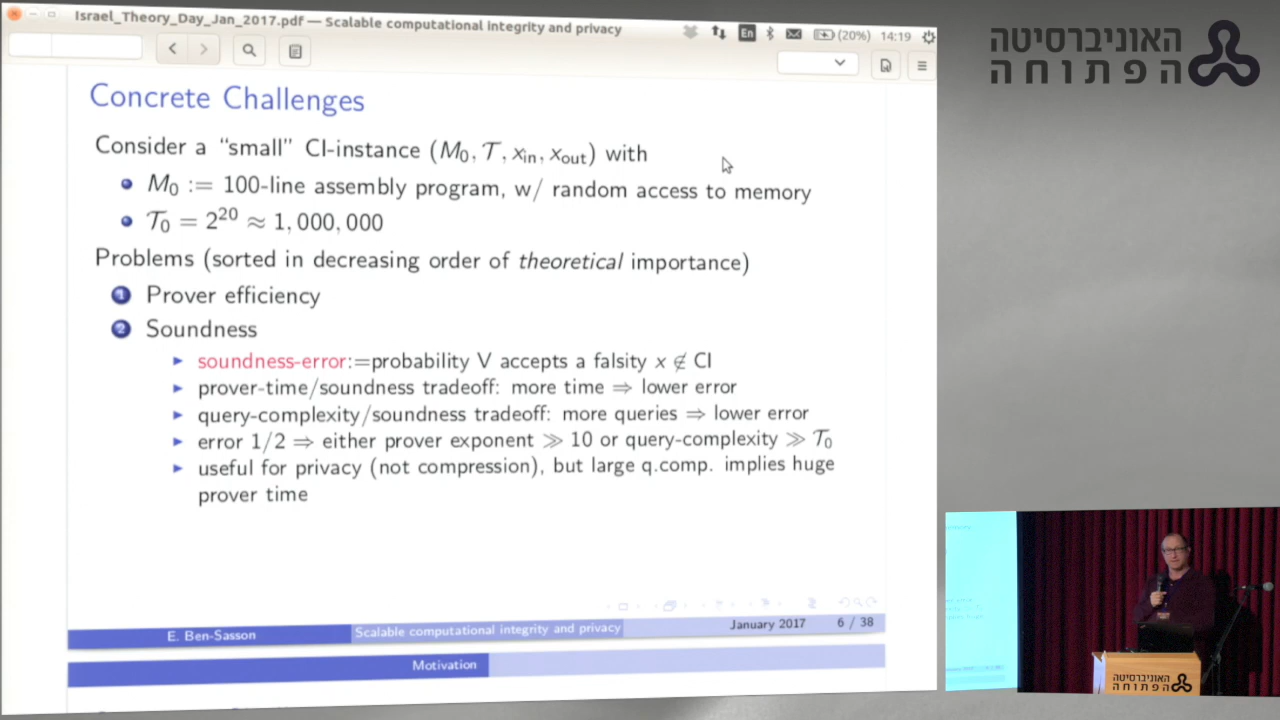 Israel_Theory_Day_Jan_2017.pdf — Scalable computational integrity and privacy
En
(20%)
14:19
האוניברסיטה
הפתוחה
Concrete Challenges
Consider a “small” CI-instance (M₀, T, xᵢₙ, xₒᵤₜ) with
M₀ := 100-line assembly program, w/ random access to memory
T₀ = 2²⁰ ≈ 1,000,000
Problems (sorted in decreasing order of theoretical importance)
1 Prover efficiency
2 Soundness
soundness-error:=probability V accepts a falsity x ∉ CI
prover-time/soundness tradeoff: more time ⇒ lower error
query-complexity/soundness tradeoff: more queries ⇒ lower error
error 1/2 ⇒ either prover exponent ≫ 10 or query-complexity ≫ T₀
useful for privacy (not compression), but large q.comp. implies huge
prover time
E. Ben-Sasson
Scalable computational integrity and privacy
January 2017
6 / 38
Motivation
האוניברסיטה
הפתוחה